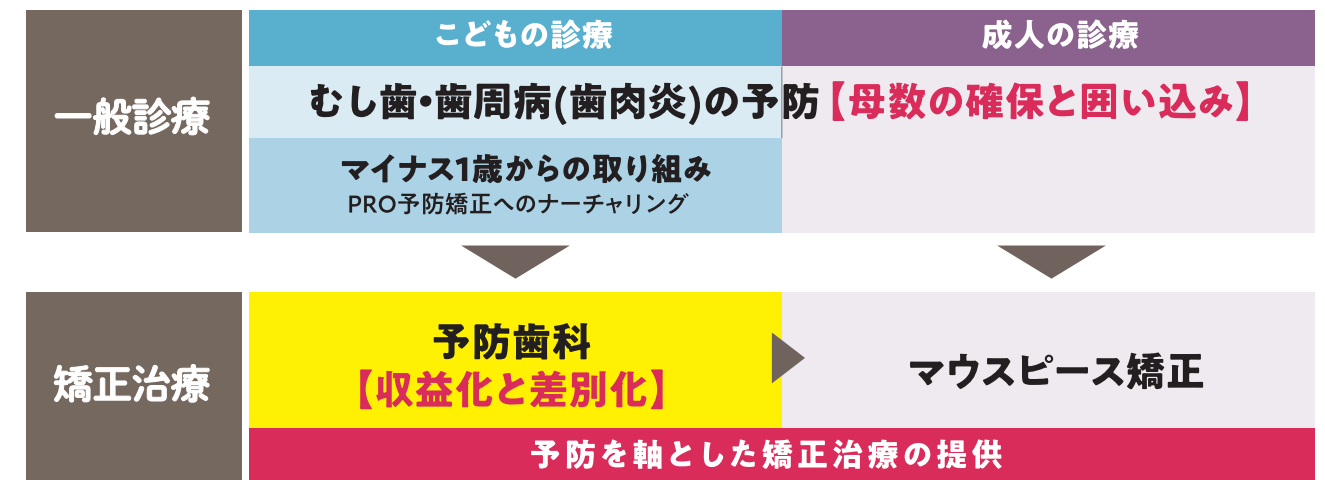 こどもの診療
成人の診療
一般診療
むし歯・歯周病(歯肉炎)の予防【母数の確保と囲い込み】
マイナス1歳からの取り組み
PRO予防矯正へのナーチャリング
矯正治療
予防歯科
【収益化と差別化】
マウスピース矯正
予防を軸とした矯正治療の提供